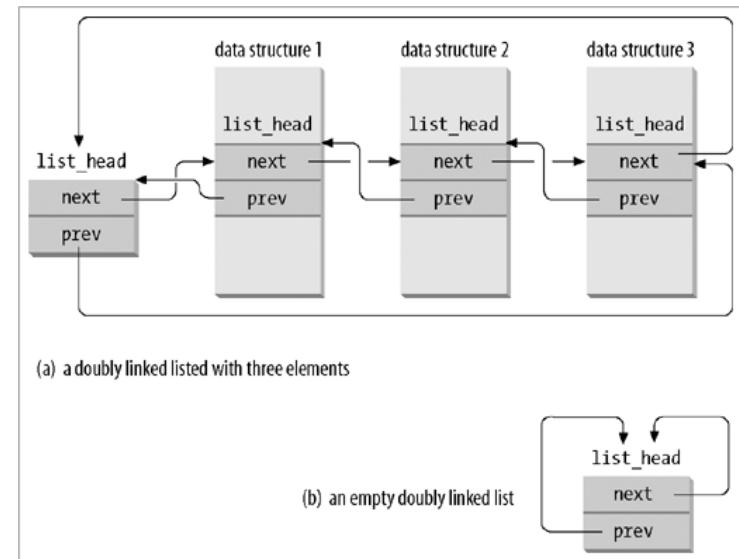 data structure 1
data structure 2
data structure 3
list_head
list_head
list_head
list_head
next
next
next
next
prev
prev
prev
prev
(a) a doubly linked listed with three elements
list_head
(b) an empty doubly linked list
next
prev